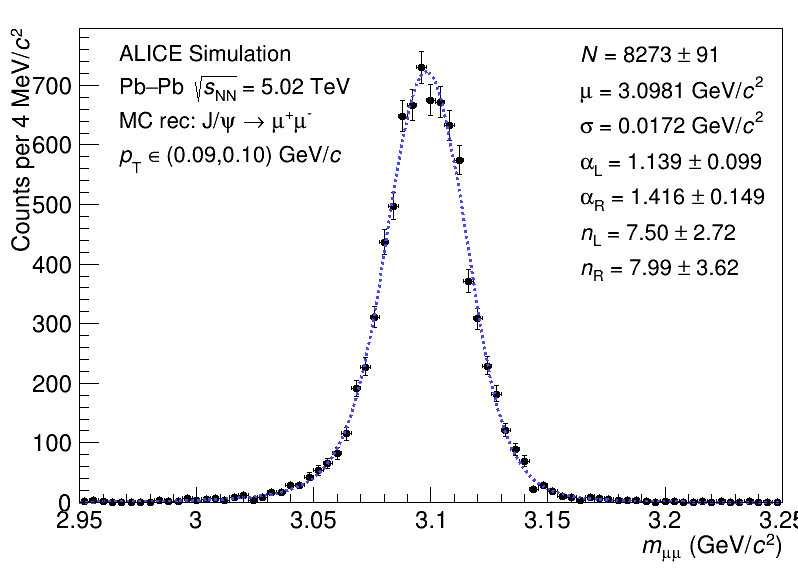 Counts per 4 MeV/c²
ALICE Simulation
Pb–Pb √sNN = 5.02 TeV
MC rec: J/ψ → μ⁺μ⁻
pT ∈ (0.09,0.10) GeV/c
N = 8273 ± 91
μ = 3.0981 GeV/c²
σ = 0.0172 GeV/c²
αL = 1.139 ± 0.099
αR = 1.416 ± 0.149
nL = 7.50 ± 2.72
nR = 7.99 ± 3.62
700
600
500
400
300
200
100
0
2.95 3 3.05 3.1 3.15 3.2 3.25
mμμ (GeV/c²)